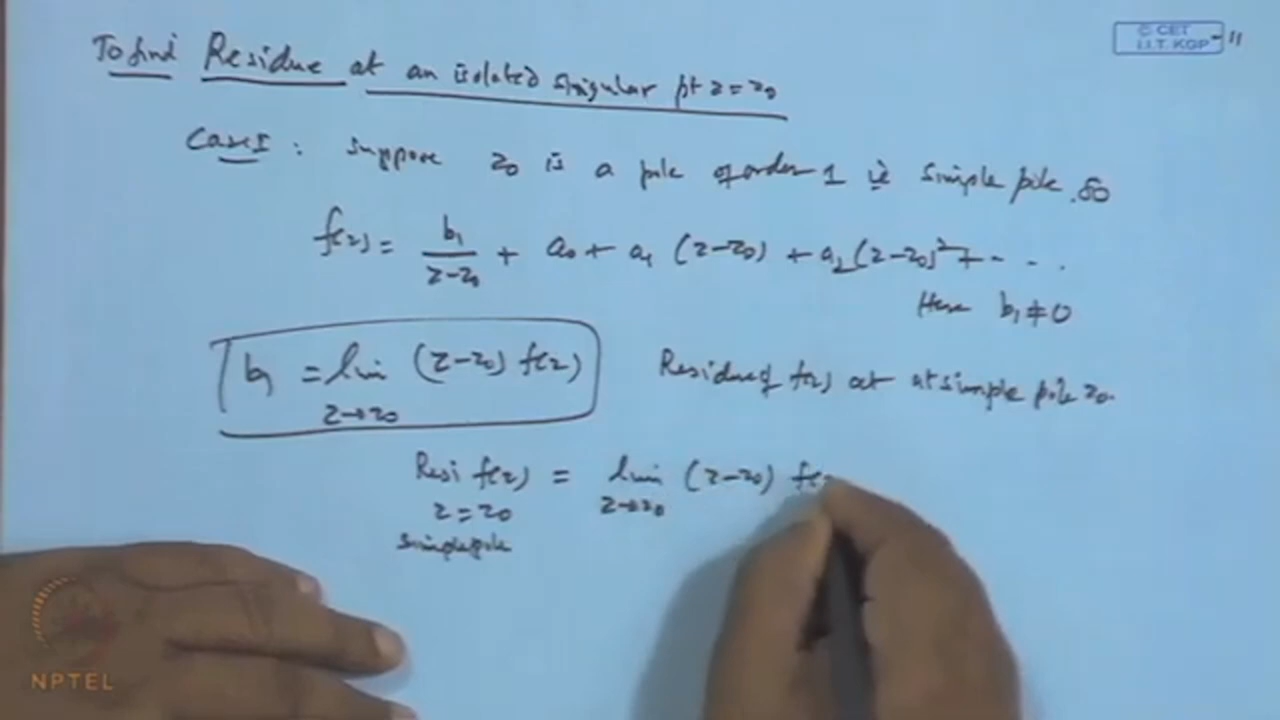 © CET
I.I.T. KGP
To find Residue at an isolated singular pt z = z₀
Case I : Suppose z₀ is a pole of order 1 ie simple pole. So
f(z) = b₁/(z-z₀) + a₀ + a₁ (z-z₀) + a₂ (z-z₀)² + - - - .
Here b₁ ≠ 0
b₁ = lim (z-z₀) f(z) Residue of f(z) at at simple pole z₀.
z→z₀
Resi f(z) = lim (z-z₀) f(z
z = z₀ z→z₀
simple pole
NPTEL